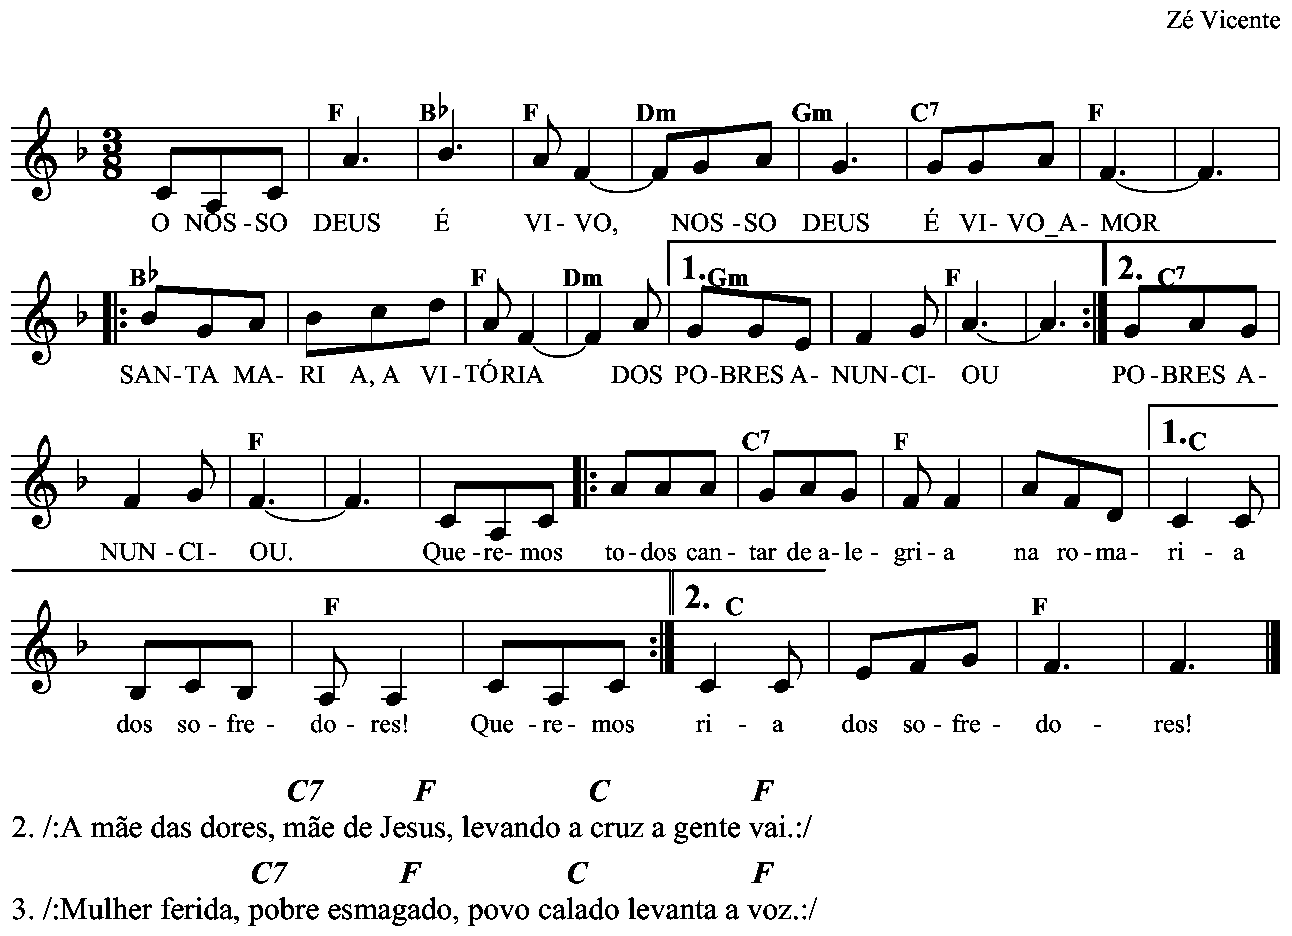 Zé Vicente
F B♭ F Dm Gm C7 F
3
8
O NOS -SO DEUS É VI- VO, NOS -SO DEUS É VI- VO_A- MOR
B♭ F Dm 1. Gm F 2. C7
SAN-TA MA- RI A, A VI-TÓRIA DOS PO-BRES A- NUN-CI- OU PO-BRES A-
F C7 F 1. C
NUN - CI- OU. Que-re-mos to-dos can-tar de a-le-gri-a na ro-ma-ri - a
F 2. C F
dos so-fre-do-res! Que-re-mos ri - a dos so-fre-do - res!
C7 F C F
2. /:A mãe das dores, mãe de Jesus, levando a cruz a gente vai.:/
C7 F C F
3. /:Mulher ferida, pobre esmagado, povo calado levanta a voz.:/